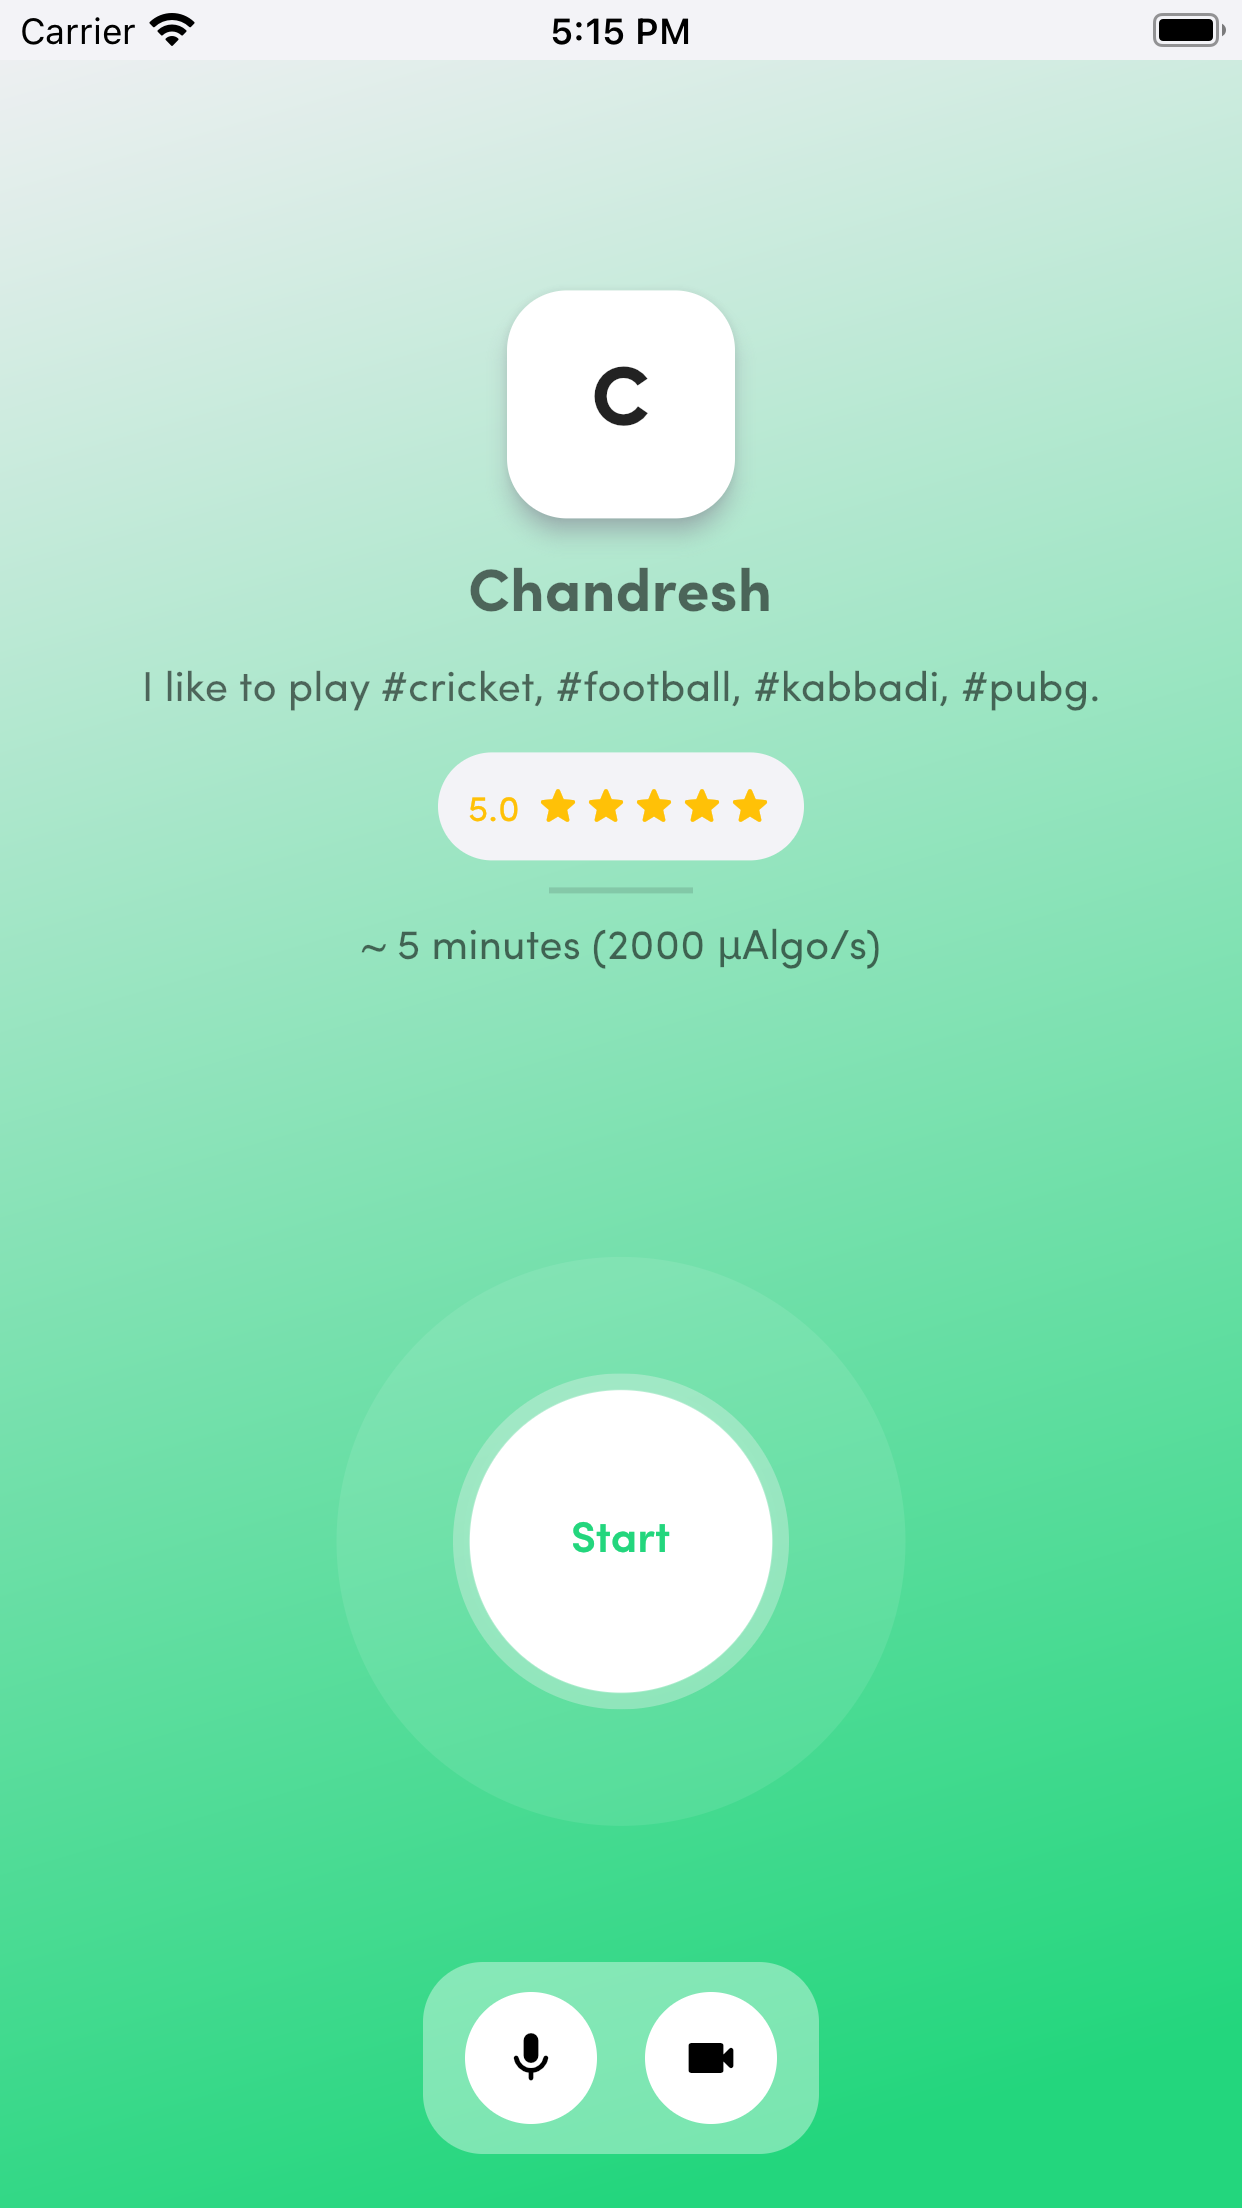 Carrier 5:15 PM
C
Chandresh
I like to play #cricket, #football, #kabbadi, #pubg.
5.0
~ 5 minutes (2000 µAlgo/s)
Start